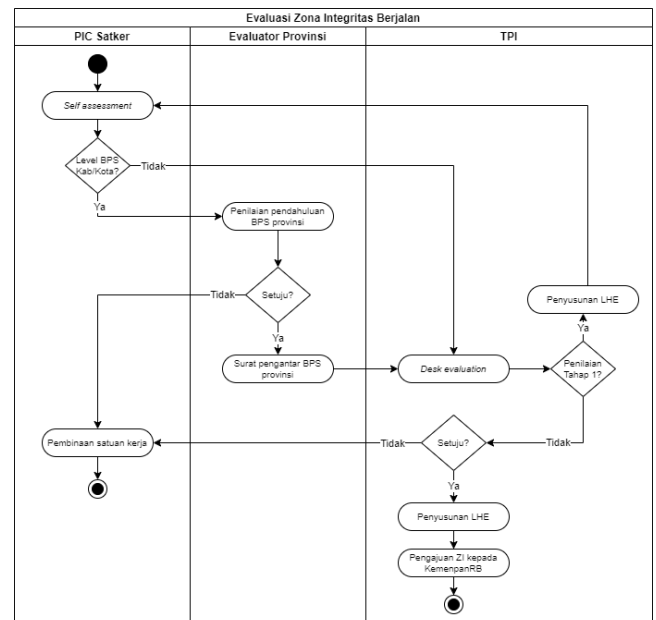 Evaluasi Zona Integritas Berjalan
PIC Satker
Evaluator Provinsi
TPI
Self assessment
Level BPS
Kab/Kota?
Tidak
Ya
Penilaian pendahuluan
BPS provinsi
Tidak
Setuju?
Ya
Penyusunan LHE
Ya
Surat pengantar BPS
provinsi
Desk evaluation
Penilaian
Tahap 1?
Pembinaan satuan kerja
Tidak
Setuju?
Tidak
Ya
Penyusunan LHE
Pengajuan ZI kepada
KemenpanRB